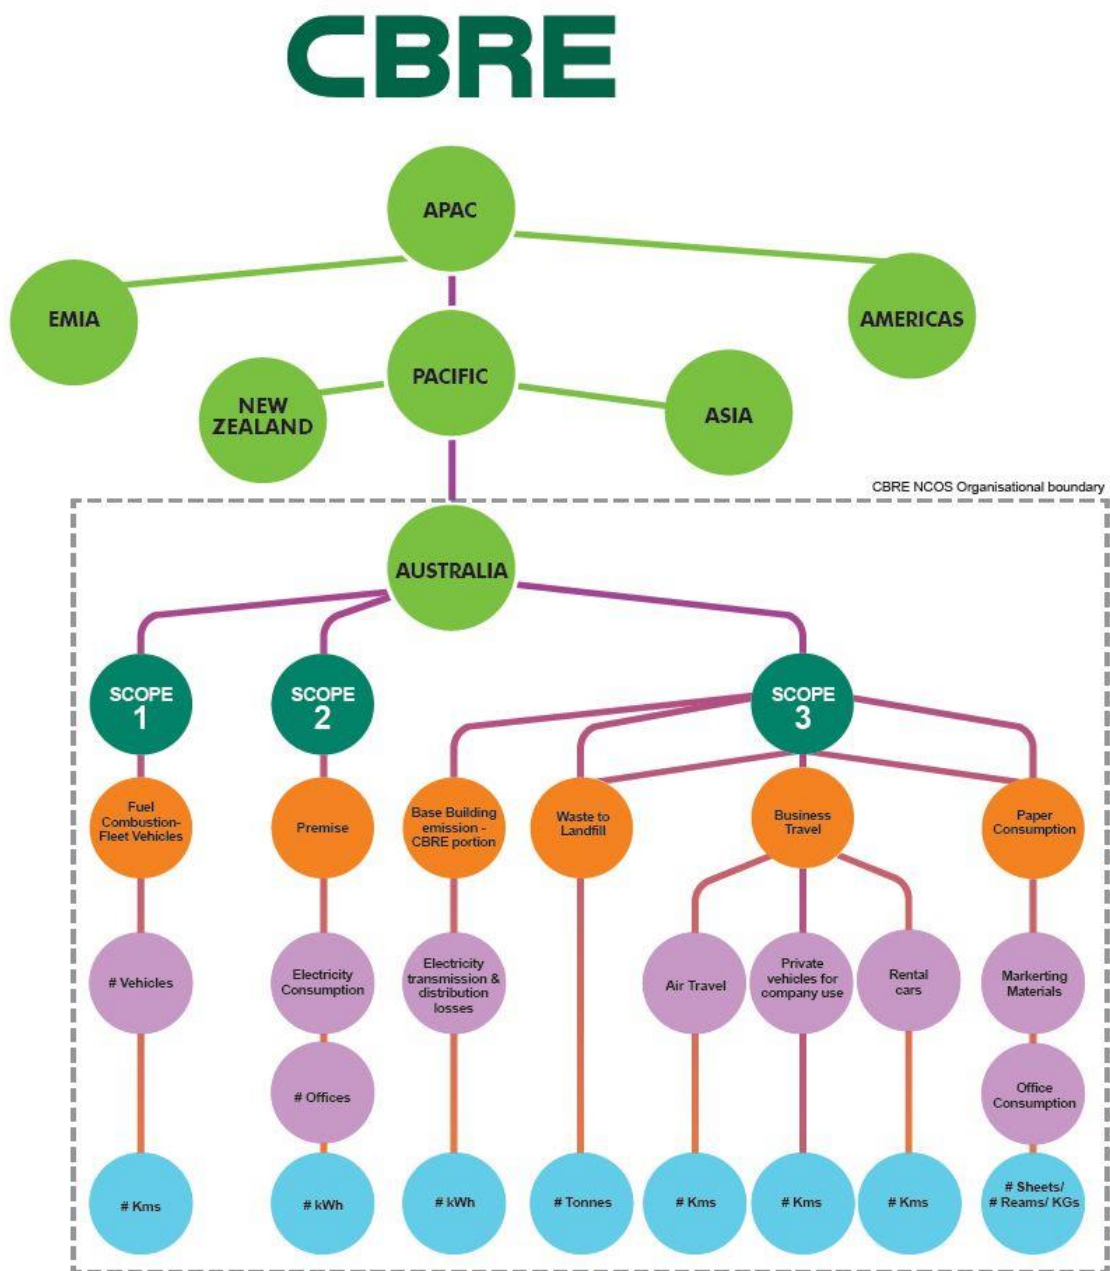 CBRE
APAC
EMIA
AMERICAS
PACIFIC
NEW
ZEALAND
ASIA
CBRE NCOS Organisational boundary
AUSTRALIA
SCOPE
1
SCOPE
2
SCOPE
3
Fuel
Combustion-
Fleet Vehicles
Premise
Base Building
emission -
CBRE portion
Waste to
Landfill
Business
Travel
Paper
Consumption
# Vehicles
Electricity
Consumption
Electricity
transmission &
distribution
losses
Air Travel
Private
vehicles for
company use
Rental
cars
Markerting
Materials
# Offices
Office
Consumption
# Kms
# kWh
# kWh
# Tonnes
# Kms
# Kms
# Kms
# Sheets/
# Reams/ KGs